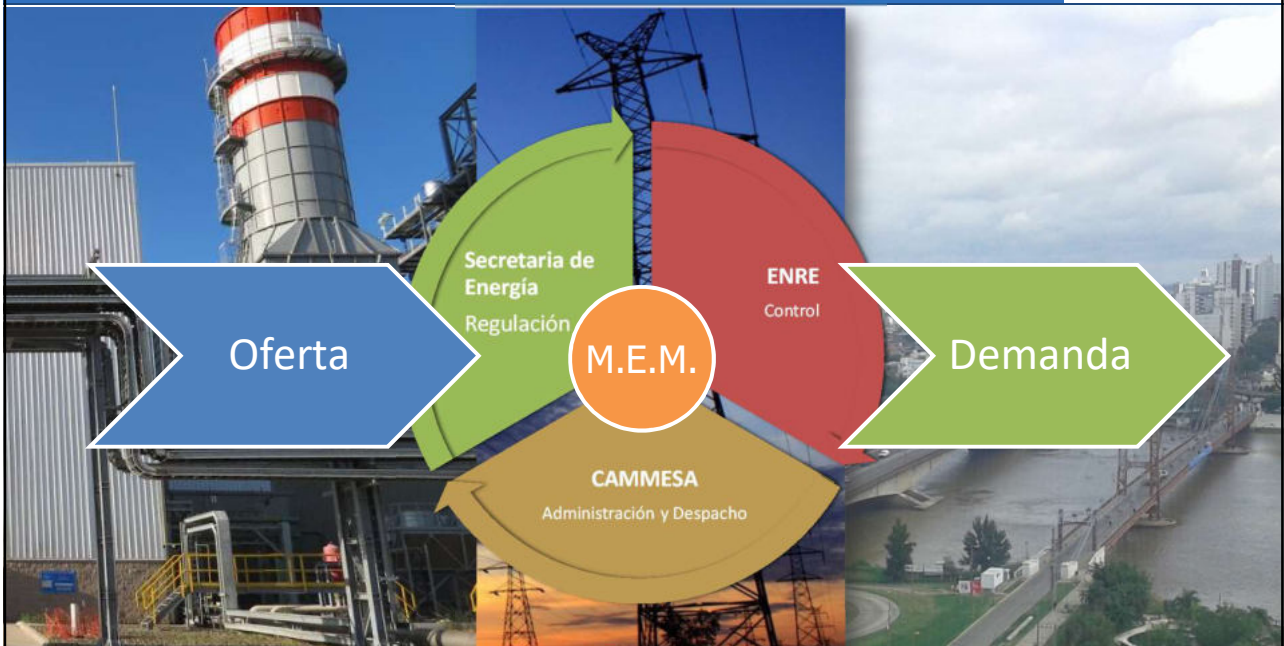 Oferta
Secretaria de
Energía
Regulación
M.E.M.
ENRE
Control
Demanda
CAMMESA
Administración y Despacho